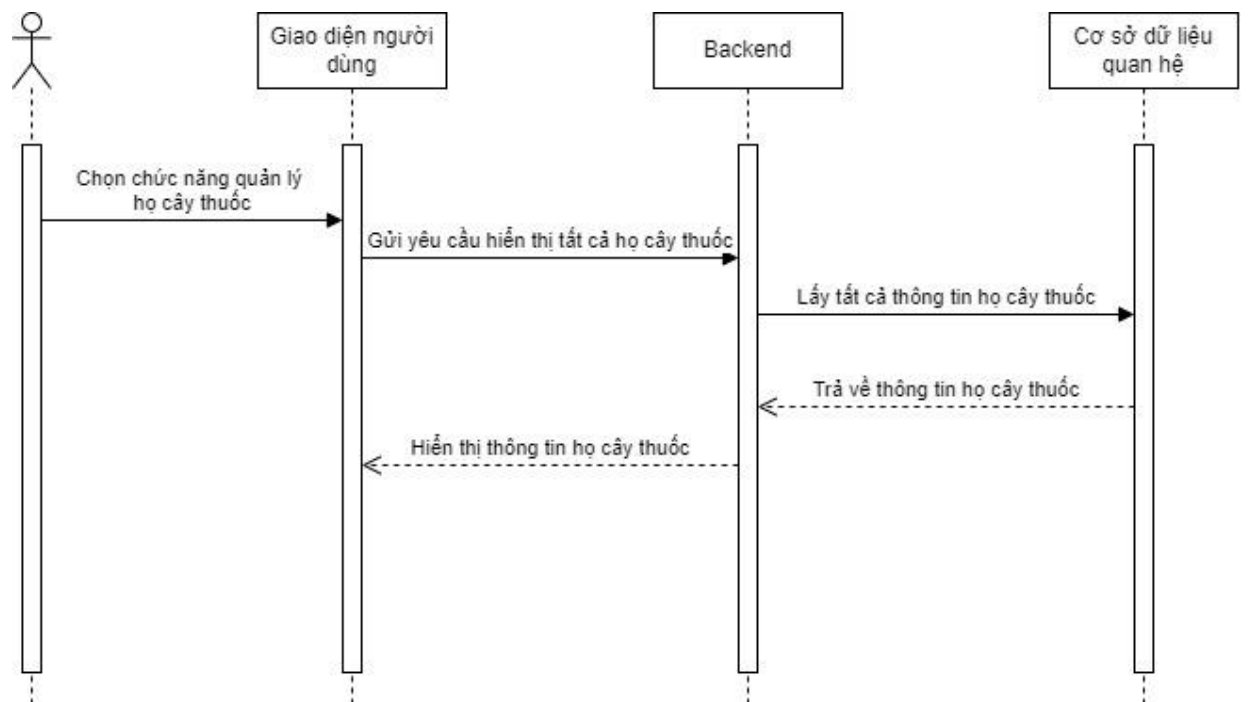 Giao diện người
dùng
Backend
Cơ sở dữ liệu
quan hệ
Chọn chức năng quản lý
họ cây thuốc
Gửi yêu cầu hiển thị tất cả họ cây thuốc
Lấy tất cả thông tin họ cây thuốc
Trả về thông tin họ cây thuốc
Hiển thị thông tin họ cây thuốc